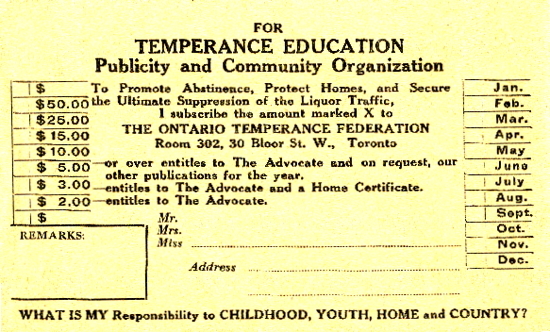 FOR
TEMPERANCE EDUCATION
Publicity and Community Organization
$
$50.00
$25.00
$ 15.00
$ 10.00
$ 5.00
$ 3.00
$ 2.00
$
To Promote Abstinence, Protect Homes, and Secure
the Ultimate Suppression of the Liquor Traffic,
I subscribe the amount marked X to
THE ONTARIO TEMPERANCE FEDERATION
Room 302, 30 Bloor St. W., Toronto
—or over entitles to The Advocate and on request, our
other publications for the year.
—entitles to The Advocate and a Home Certificate.
—entitles to The Advocate.
Mr.
Mrs.
Miss
Address
Jan.
Feb.
Mar.
Apr.
May
June
July
Aug.
Sept.
Oct.
Nov.
Dec.
REMARKS:
WHAT IS MY Responsibility to CHILDHOOD, YOUTH, HOME and COUNTRY?